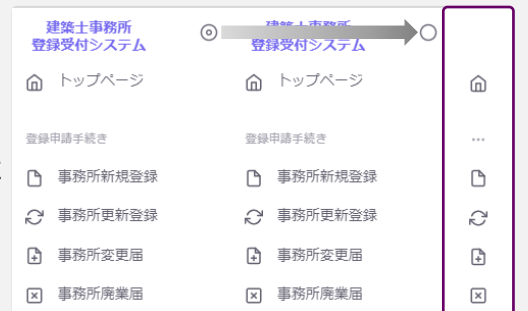 建築士事務所
登録受付システム
トップページ
登録申請手続き
事務所新規登録
事務所更新登録
事務所変更届
事務所廃業届
建築士事務所
登録受付システム
トップページ
登録申請手続き
事務所新規登録
事務所更新登録
事務所変更届
事務所廃業届
...